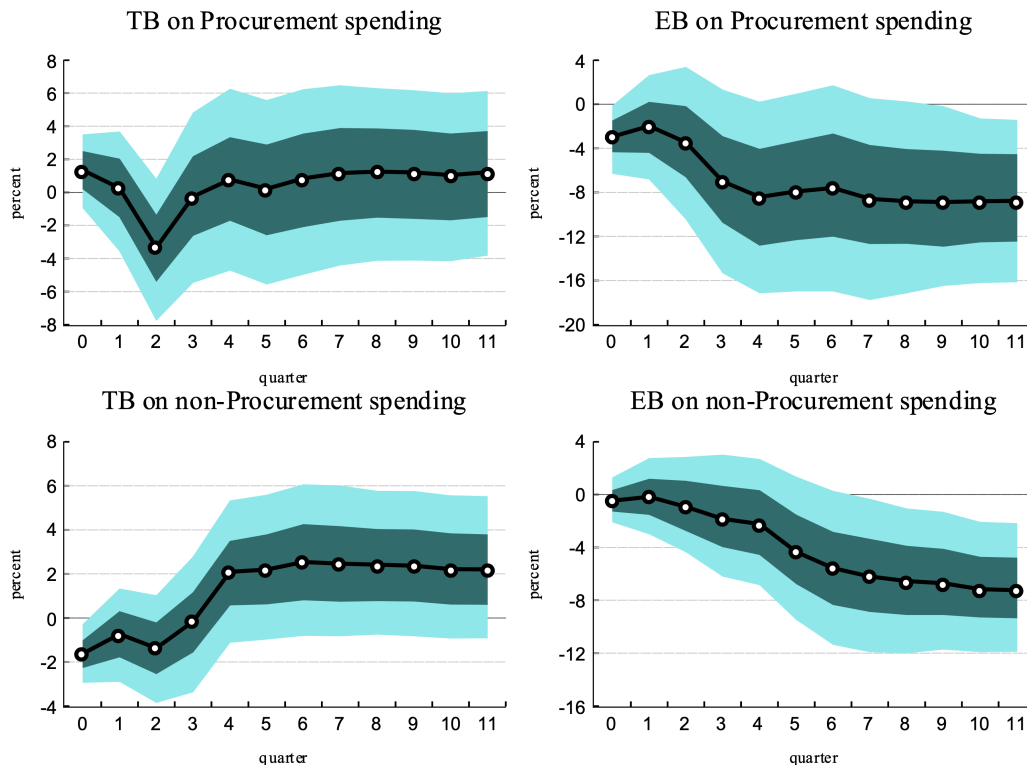 TB on Procurement spending
EB on Procurement spending
8
6
4
2
0
-2
-4
-6
-8
percent
0 1 2 3 4 5 6 7 8 9 10 11
quarter
4
0
-4
-8
-12
-16
-20
percent
0 1 2 3 4 5 6 7 8 9 10 11
quarter
TB on non-Procurement spending
EB on non-Procurement spending
8
6
4
2
0
-2
-4
percent
0 1 2 3 4 5 6 7 8 9 10 11
quarter
4
0
-4
-8
-12
-16
percent
0 1 2 3 4 5 6 7 8 9 10 11
quarter